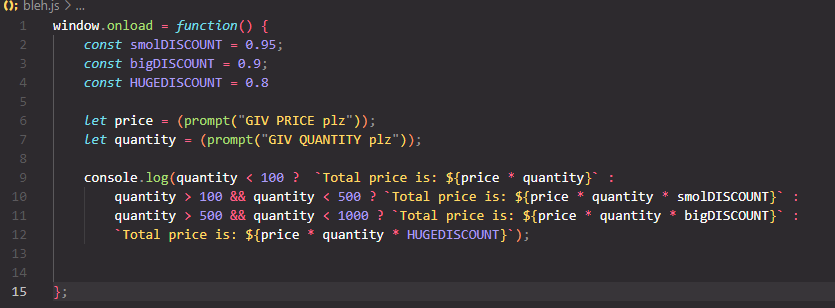 bleh.js > ...
1 window.onload = function() {
2 const smolDISCOUNT = 0.95;
3 const bigDISCOUNT = 0.9;
4 const HUGEDISCOUNT = 0.8
5
6 let price = (prompt("GIV PRICE plz"));
7 let quantity = (prompt("GIV QUANTITY plz"));
8
9 console.log(quantity < 100 ?  `Total price is: ${price * quantity}` :
10 quantity > 100 && quantity < 500 ? `Total price is: ${price * quantity * smolDISCOUNT}` :
11 quantity > 500 && quantity < 1000 ? `Total price is: ${price * quantity * bigDISCOUNT}` :
12 `Total price is: ${price * quantity * HUGEDISCOUNT}`);
13
14
15 };